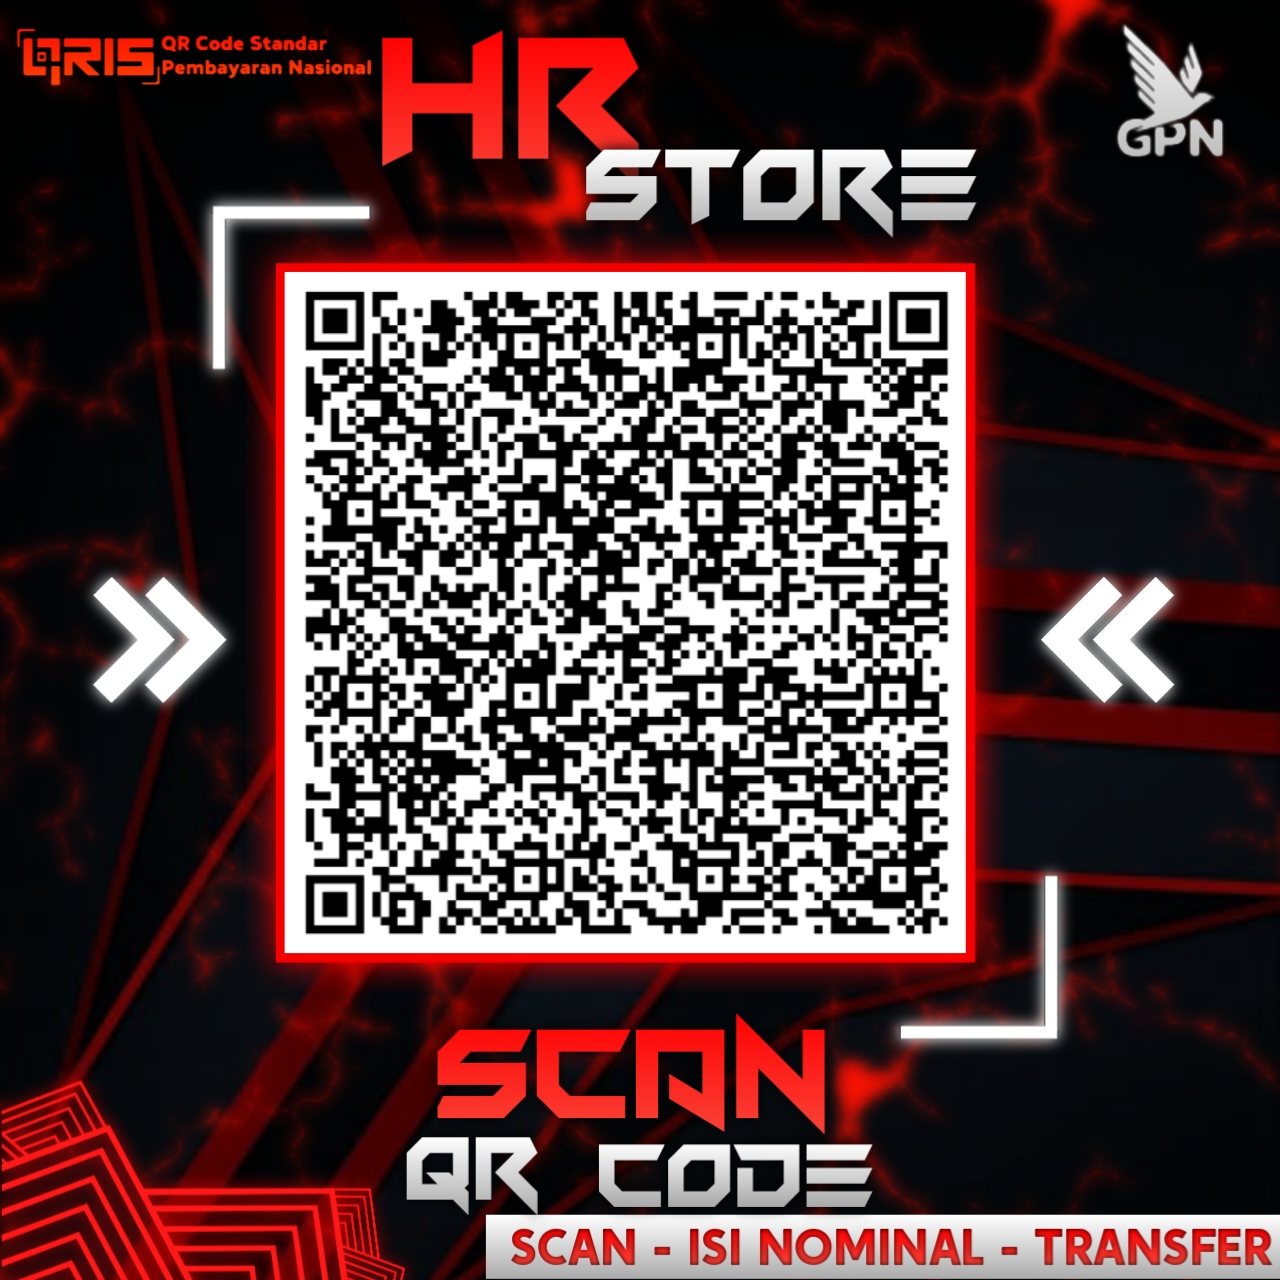 QRIS
QR Code Standar
Pembayaran Nasional
HR
STORE
GPN
SCAN
QR CODE
SCAN - ISI NOMINAL - TRANSFER